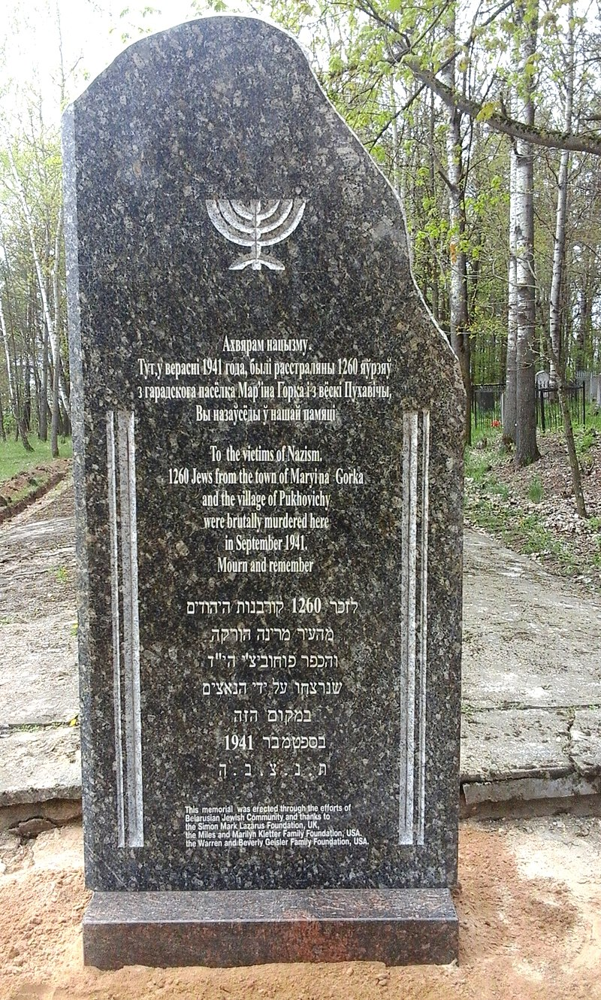 Ахвярам нацызму.
Тут,у верасні 1941 года, былі расстраляны 1260 яўрэяў
з гарадскога пасёлка Мар'іна Горка і з вёскі Пухавічы,
Вы назаўсёды ў нашай памяці
To the victims of Nazism.
1260 Jews from the town of Maryina Gorka
and the village of Pukhovichy
were brutally murdered here
in September 1941.
Mourn and remember
לזכר 1260 קורבנות היהודים
מהעיר מרינה הורקה
והכפר פוחוביצ'י הי"ד
שנרצחו על ידי הנאצים
במקום הזה
בספטמבר 1941
ת . נ . צ . ב . ה
This memorial was erected through the efforts of
Belarusian Jewish Community and thanks to
the Simon Mark Lazarus Foundation, UK,
the Miles and Marilyn Kletter Family Foundation, USA.
the Warren and Beverly Geisler Family Foundation, USA.